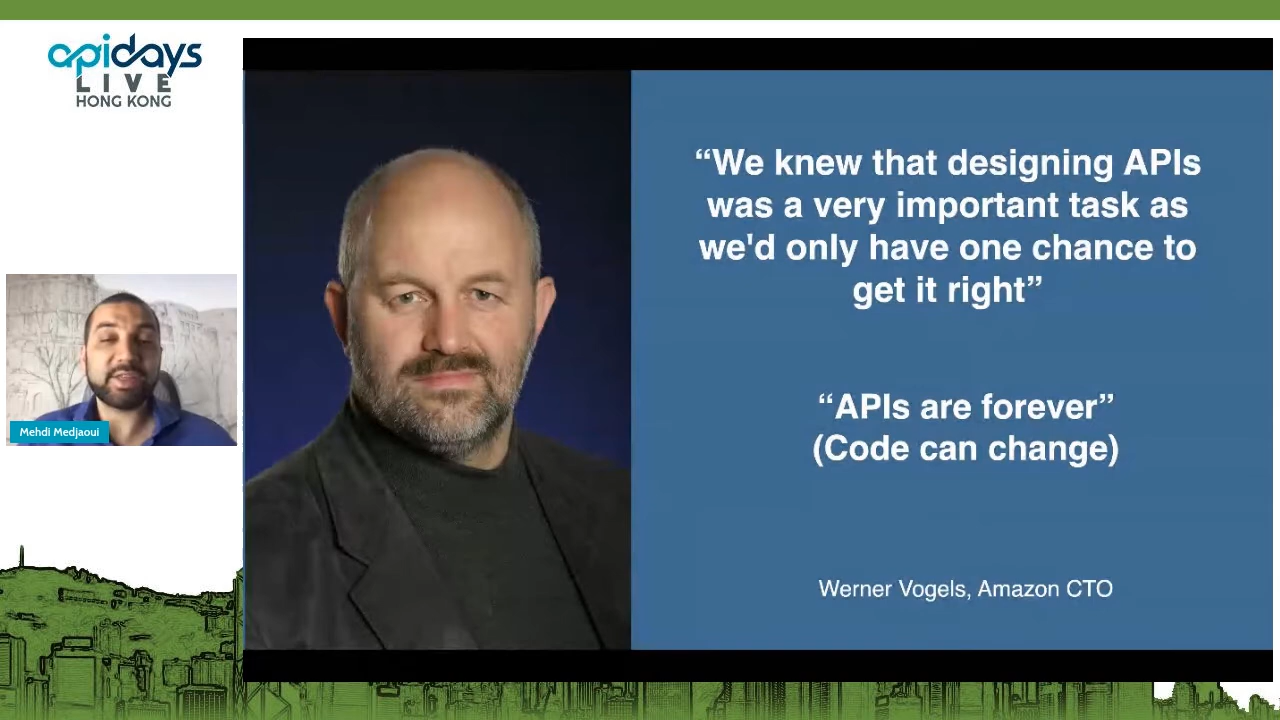 apidays
LIVE
HONG KONG
Mehdi Medjaoui
“We knew that designing APIs
was a very important task as
we'd only have one chance to
get it right”
“APIs are forever”
(Code can change)
Werner Vogels, Amazon CTO